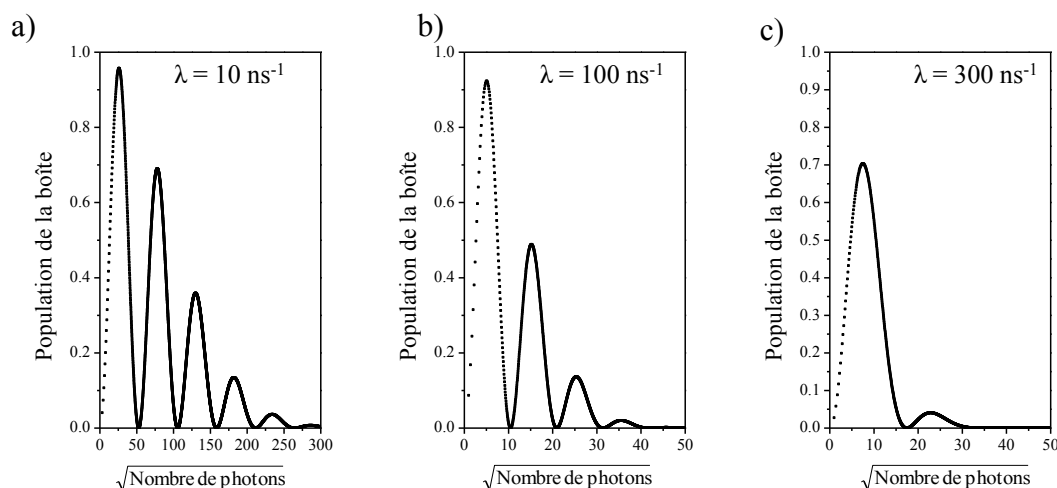 a)
λ = 10 ns⁻¹
Population de la boîte
1.0
0.8
0.6
0.4
0.2
0.0
0 50 100 150 200 250 300
√Nombre de photons
b)
λ = 100 ns⁻¹
Population de la boîte
1.0
0.8
0.6
0.4
0.2
0.0
0 10 20 30 40 50
√Nombre de photons
c)
λ = 300 ns⁻¹
Population de la boîte
1.0
0.9
0.8
0.7
0.6
0.5
0.4
0.3
0.2
0.1
0.0
0 10 20 30 40 50
√Nombre de photons